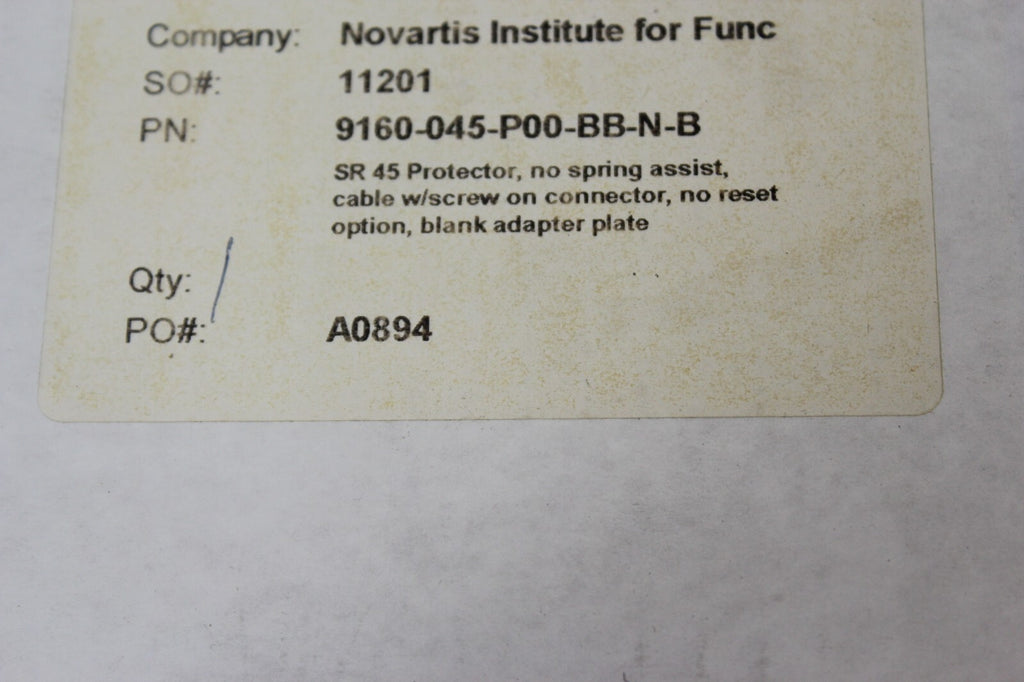 Company: Novartis Institute for Func
SO#: 11201
PN: 9160-045-P00-BB-N-B
SR 45 Protector, no spring assist,
cable w/screw on connector, no reset
option, blank adapter plate
Qty: 1
PO#: A0894